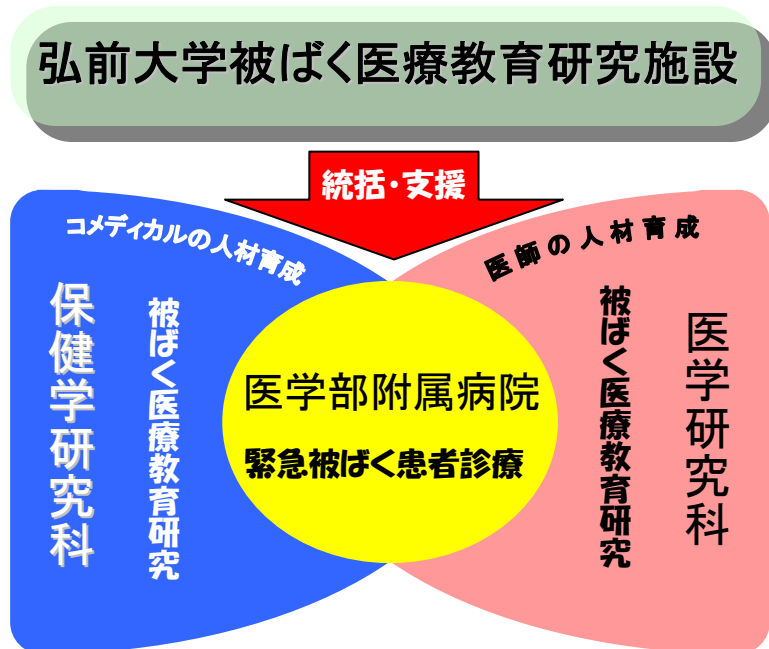 弘前大学被ばく医療教育研究施設
統括・支援
コメディカルの人材育成
保健学研究科
被ばく医療教育研究
医学部附属病院
緊急被ばく患者診療
医師の人材育成
被ばく医療教育研究
医学研究科